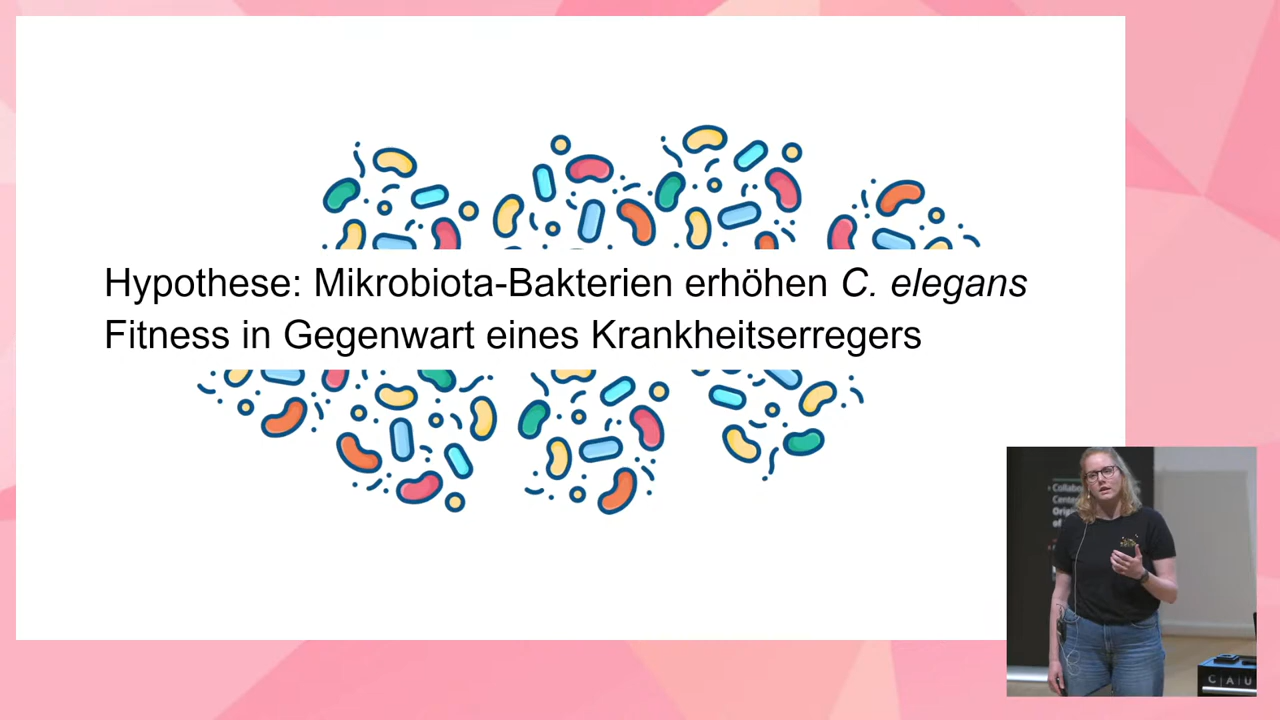 Hypothese: Mikrobiota-Bakterien erhöhen C. elegans
Fitness in Gegenwart eines Krankheitserregers
C|A|U